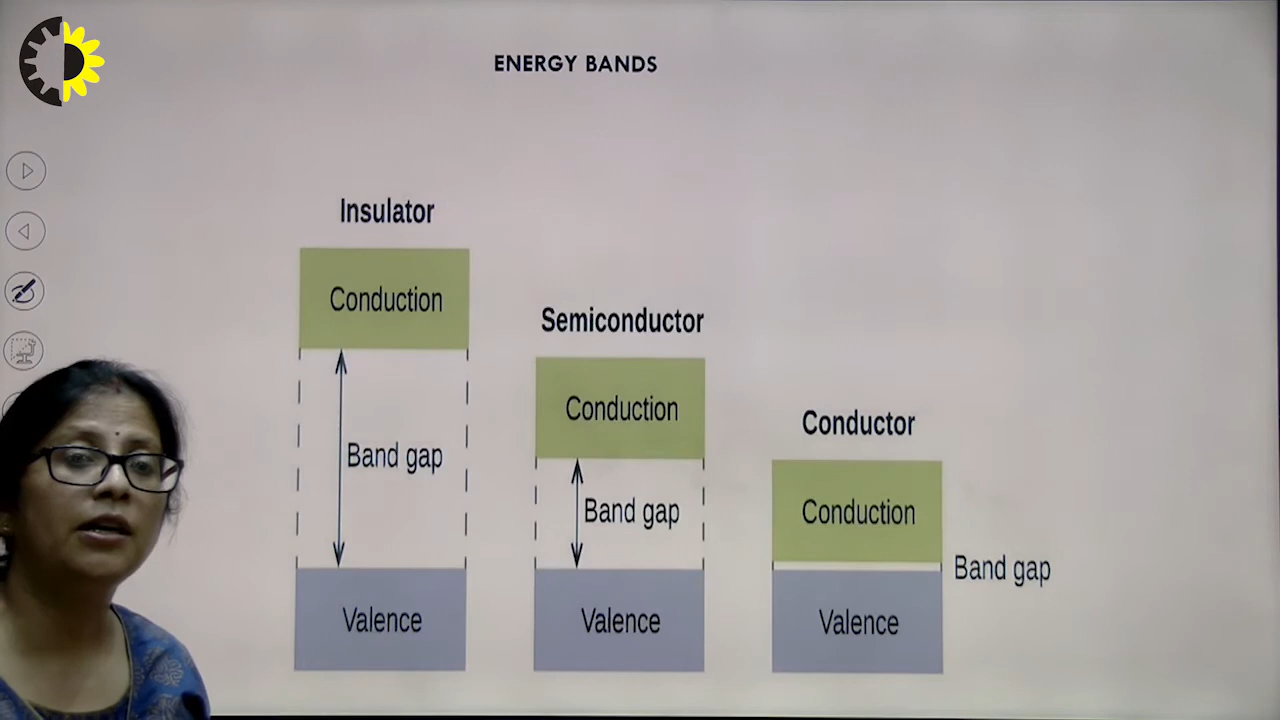 ENERGY BANDS
Insulator
Conduction
Band gap
Valence
Semiconductor
Conduction
Band gap
Valence
Conductor
Conduction
Band gap
Valence